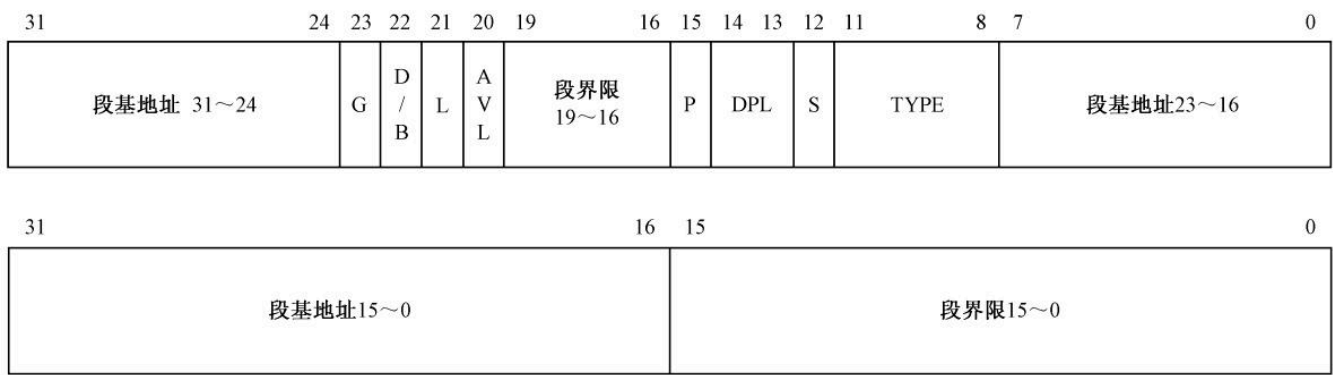 31 24 23 22 21 20 19 16 15 14 13 12 11 8 7 0
段基地址 31～24 G D/B L AVL 段界限 19～16 P DPL S TYPE 段基地址23～16
31 16 15 0
段基地址15～0 段界限15～0